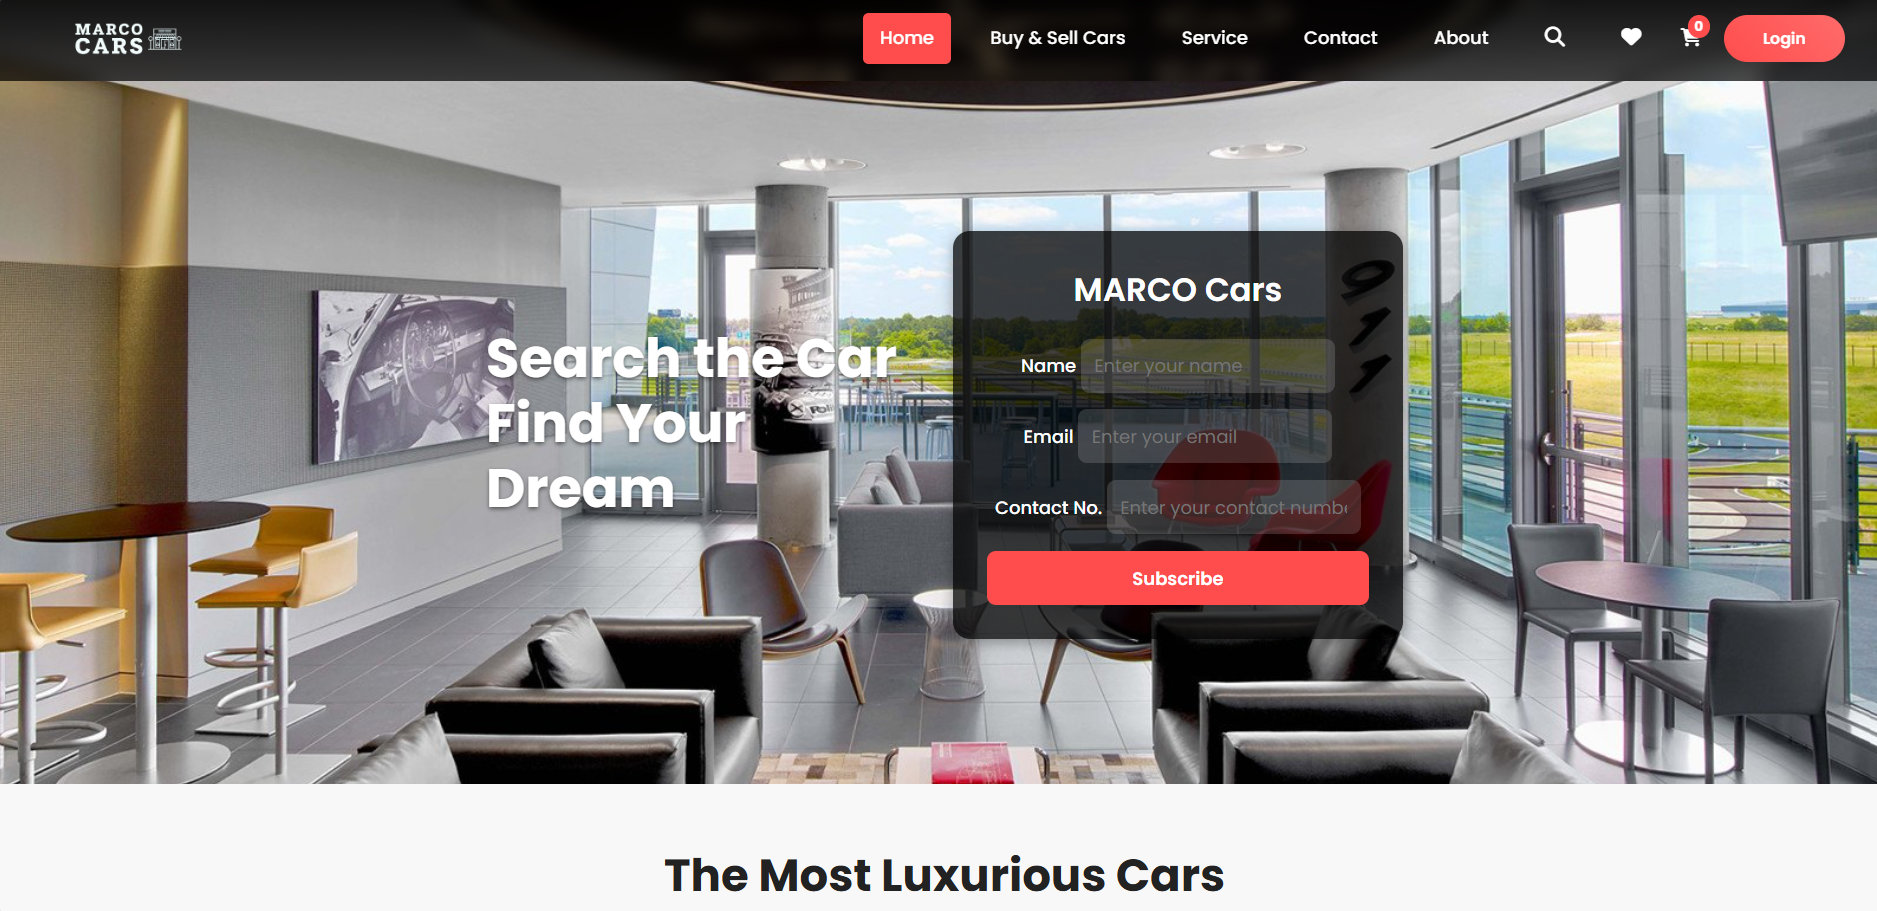 MARCO
CARS
Home
Buy & Sell Cars
Service
Contact
About
0
Login
Search the Car
Find Your
Dream
MARCO Cars
Name
Enter your name
Email
Enter your email
Contact No.
Enter your contact numb
Subscribe
911
The Most Luxurious Cars